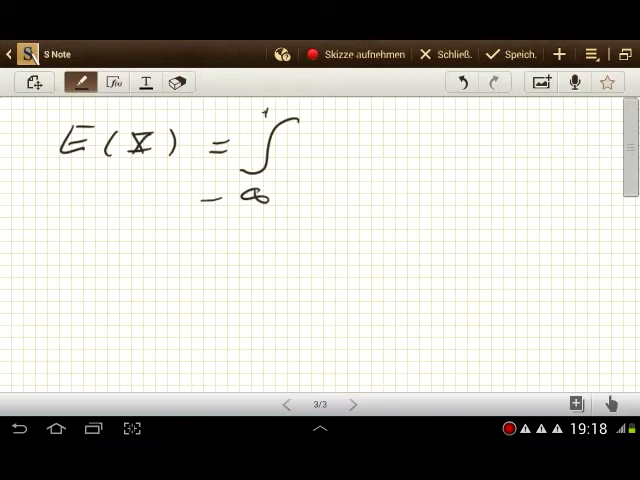 S S Note Skizze aufnehmen Schließ. Speich.
f(x) T
E(X) = ∫
+
- ∞
3/3
19:18